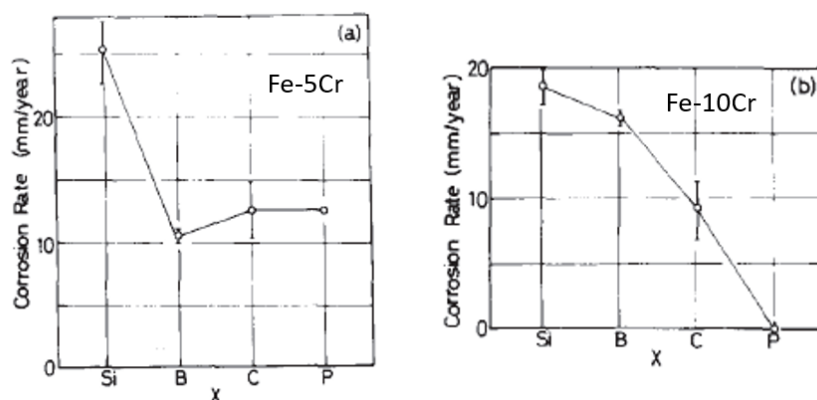 (a)
Fe-5Cr
Corrosion Rate (mm/year)
20
10
0
Si B C P
X
(b)
Fe-10Cr
Corrosion Rate (mm/year)
20
10
0
Si B C P
X